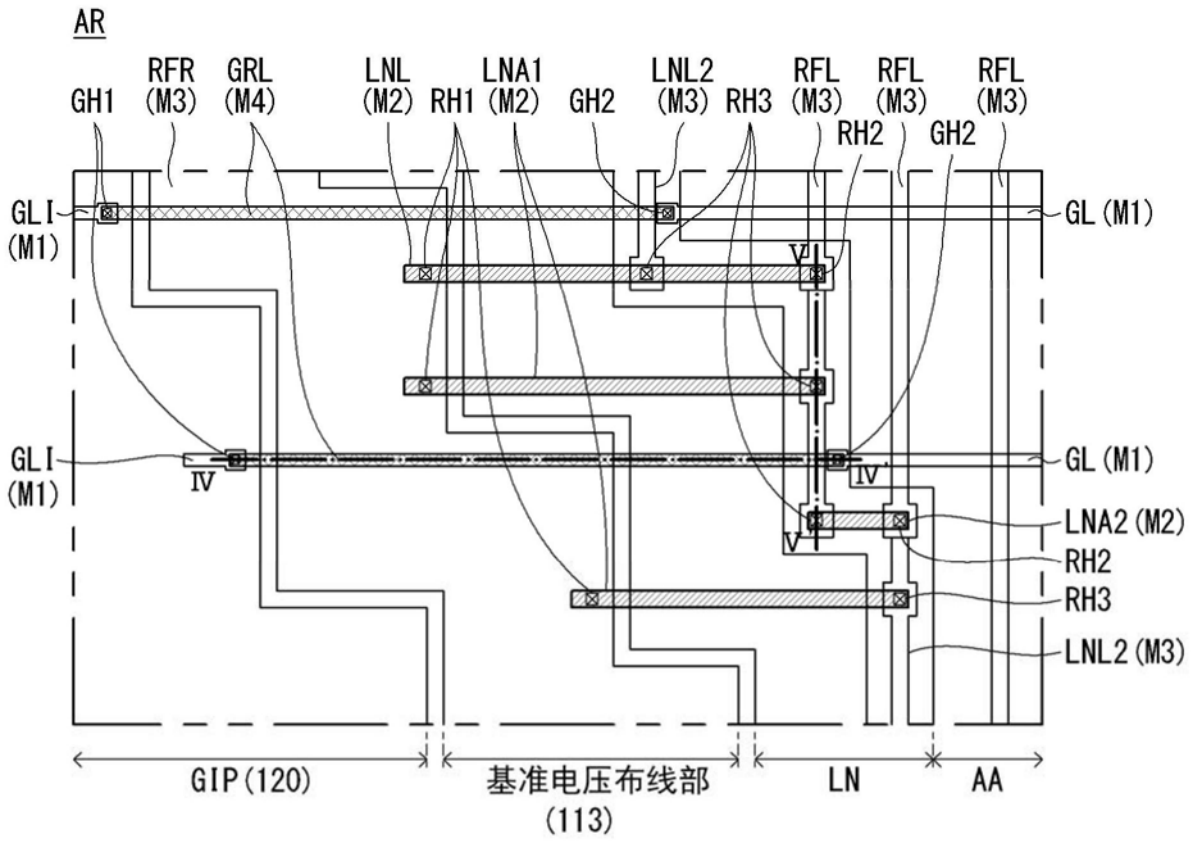 AR
RFR
(M3)
GRL
(M4)
LNL
(M2)
LNA1
(M2)
LNL2
(M3)
RFL
(M3)
RFL
(M3)
RFL
(M3)
GH1
RH1
GH2
RH3
RH2
GH2
GLI
(M1)
GL (M1)
V
GLI
(M1)
GL (M1)
IV
IV'
V'
LNA2 (M2)
RH2
RH3
LNL2 (M3)
GIP (120)
基准电压布线部
(113)
LN
AA